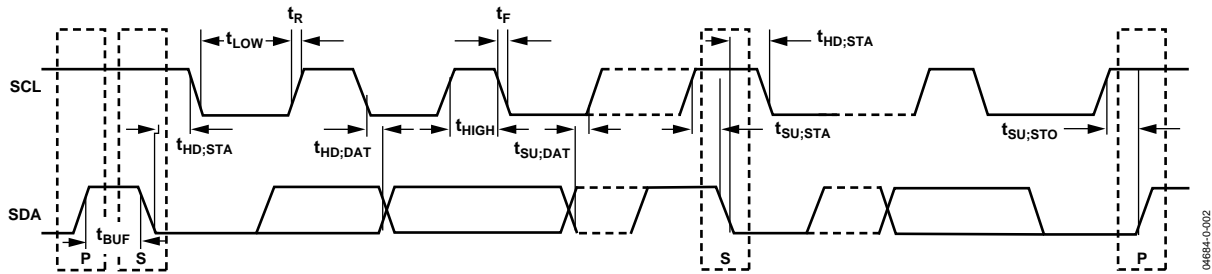 tR
tF
tLOW
tHD;STA
SCL
tHD;STA
tHD;DAT
tHIGH
tSU;DAT
tSU;STA
tSU;STO
SDA
tBUF
P
S
S
P
04684-0-002